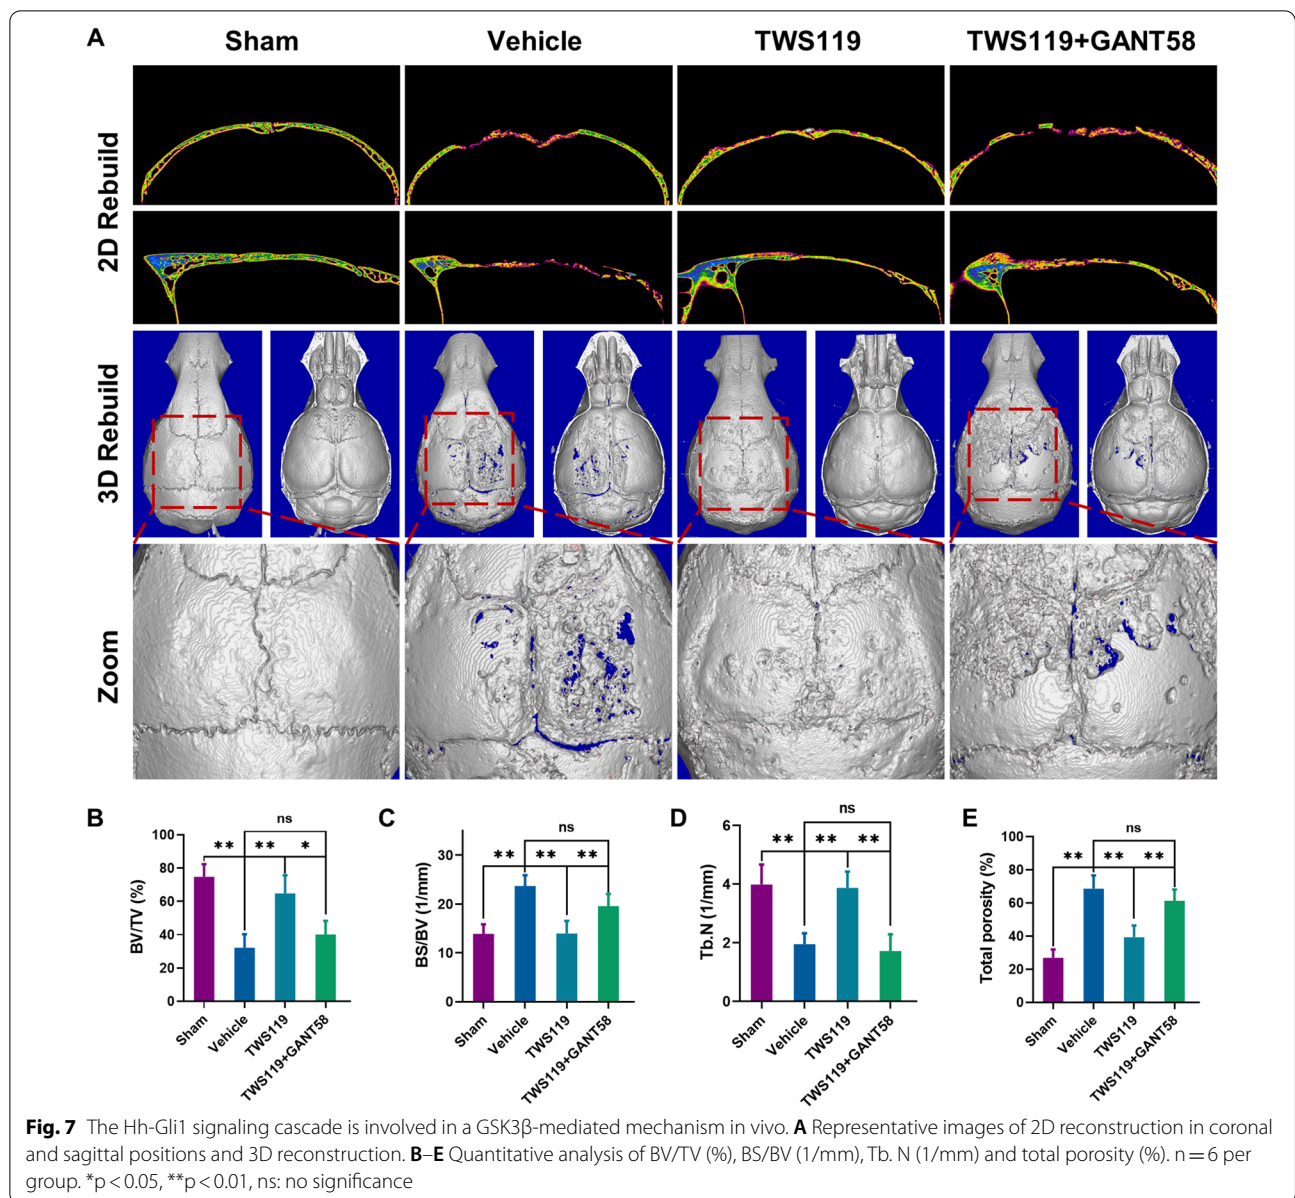 A
Sham
Vehicle
TWS119
TWS119+GANT58
2D Rebuild
3D Rebuild
Zoom
B
BV/TV (%)
100
80
60
40
20
0
**
**
*
ns
Sham
Vehicle
TWS119
TWS119+GANT58
C
BS/BV (1/mm)
30
20
10
0
**
**
**
ns
Sham
Vehicle
TWS119
TWS119+GANT58
D
Tb.N (1/mm)
6
4
2
0
**
**
**
ns
Sham
Vehicle
TWS119
TWS119+GANT58
E
Total porosity (%)
100
80
60
40
20
0
**
**
**
ns
Sham
Vehicle
TWS119
TWS119+GANT58
Fig. 7 The Hh-Gli1 signaling cascade is involved in a GSK3β-mediated mechanism in vivo. A Representative images of 2D reconstruction in coronal
and sagittal positions and 3D reconstruction. B–E Quantitative analysis of BV/TV (%), BS/BV (1/mm), Tb. N (1/mm) and total porosity (%). n = 6 per
group. *p < 0.05, **p < 0.01, ns: no significance